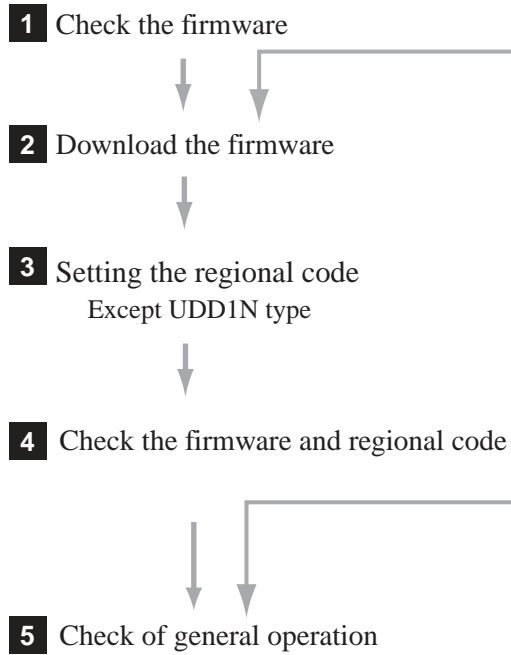 1 Check the firmware
2 Download the firmware
3 Setting the regional code
Except UDD1N type
4 Check the firmware and regional code
5 Check of general operation